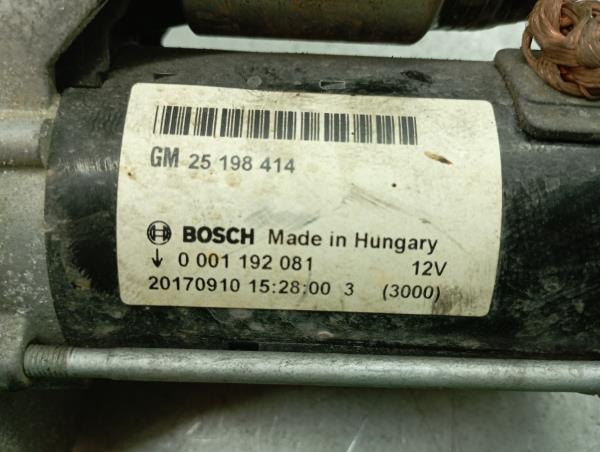 GM 25 198 414
BOSCH Made in Hungary
0 001 192 081 12V
20170910 15:28:00 3 (3000)